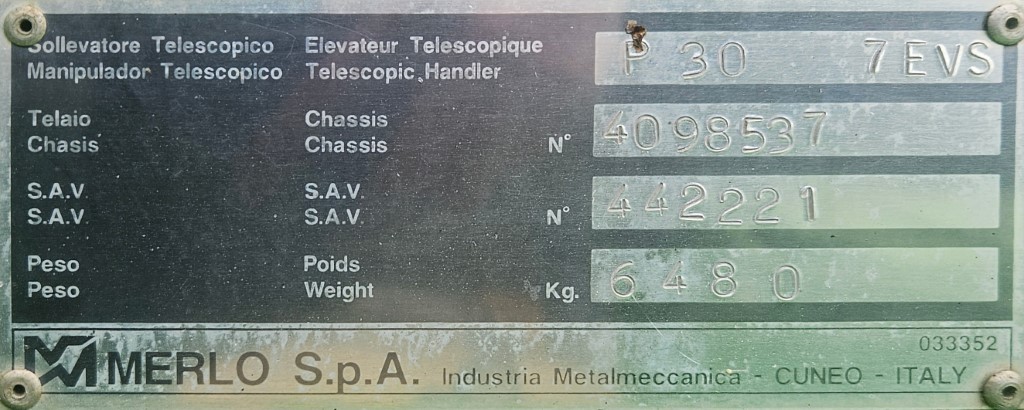 Sollevatore Telescopico Elevateur Telescopique P 30 7EVS
Manipulador Telescopico Telescopic Handler
Telaio Chassis 4098537
Chasis Chassis N°
S.A.V. S.A.V. 442221
S.A.V. S.A.V. N°
Peso Poids 6480
Peso Weight Kg.
033352
MERLO S.p.A. Industria Metalmeccanica - CUNEO - ITALY